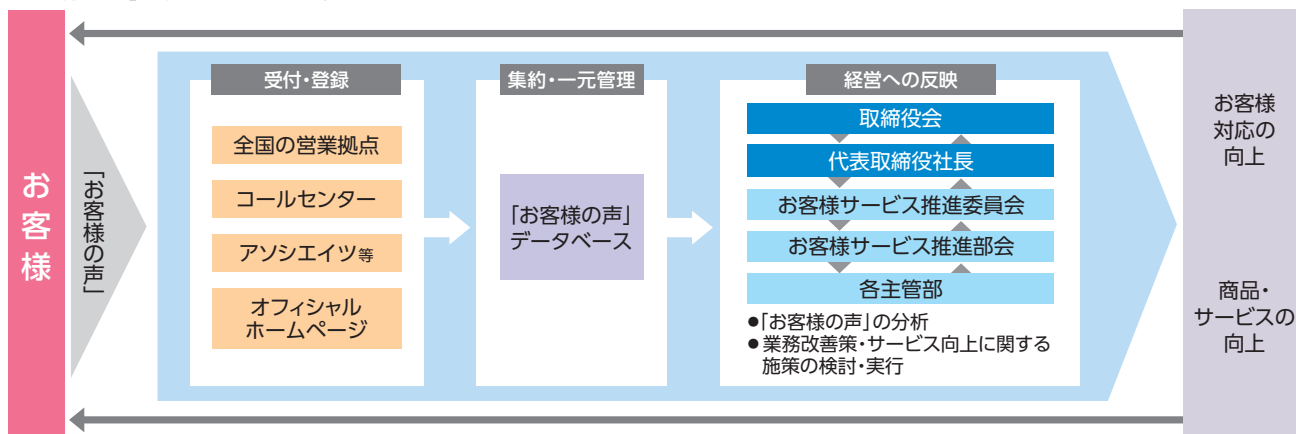 お客様
「お客様の声」
受付・登録
全国の営業拠点
コールセンター
アソシエイツ等
オフィシャル
ホームページ
集約・一元管理
「お客様の声」
データベース
経営への反映
取締役会
代表取締役社長
お客様サービス推進委員会
お客様サービス推進部会
各主管部
●「お客様の声」の分析
●業務改善策・サービス向上に関する
施策の検討・実行
お客様
対応の
向上
商品・
サービスの
向上